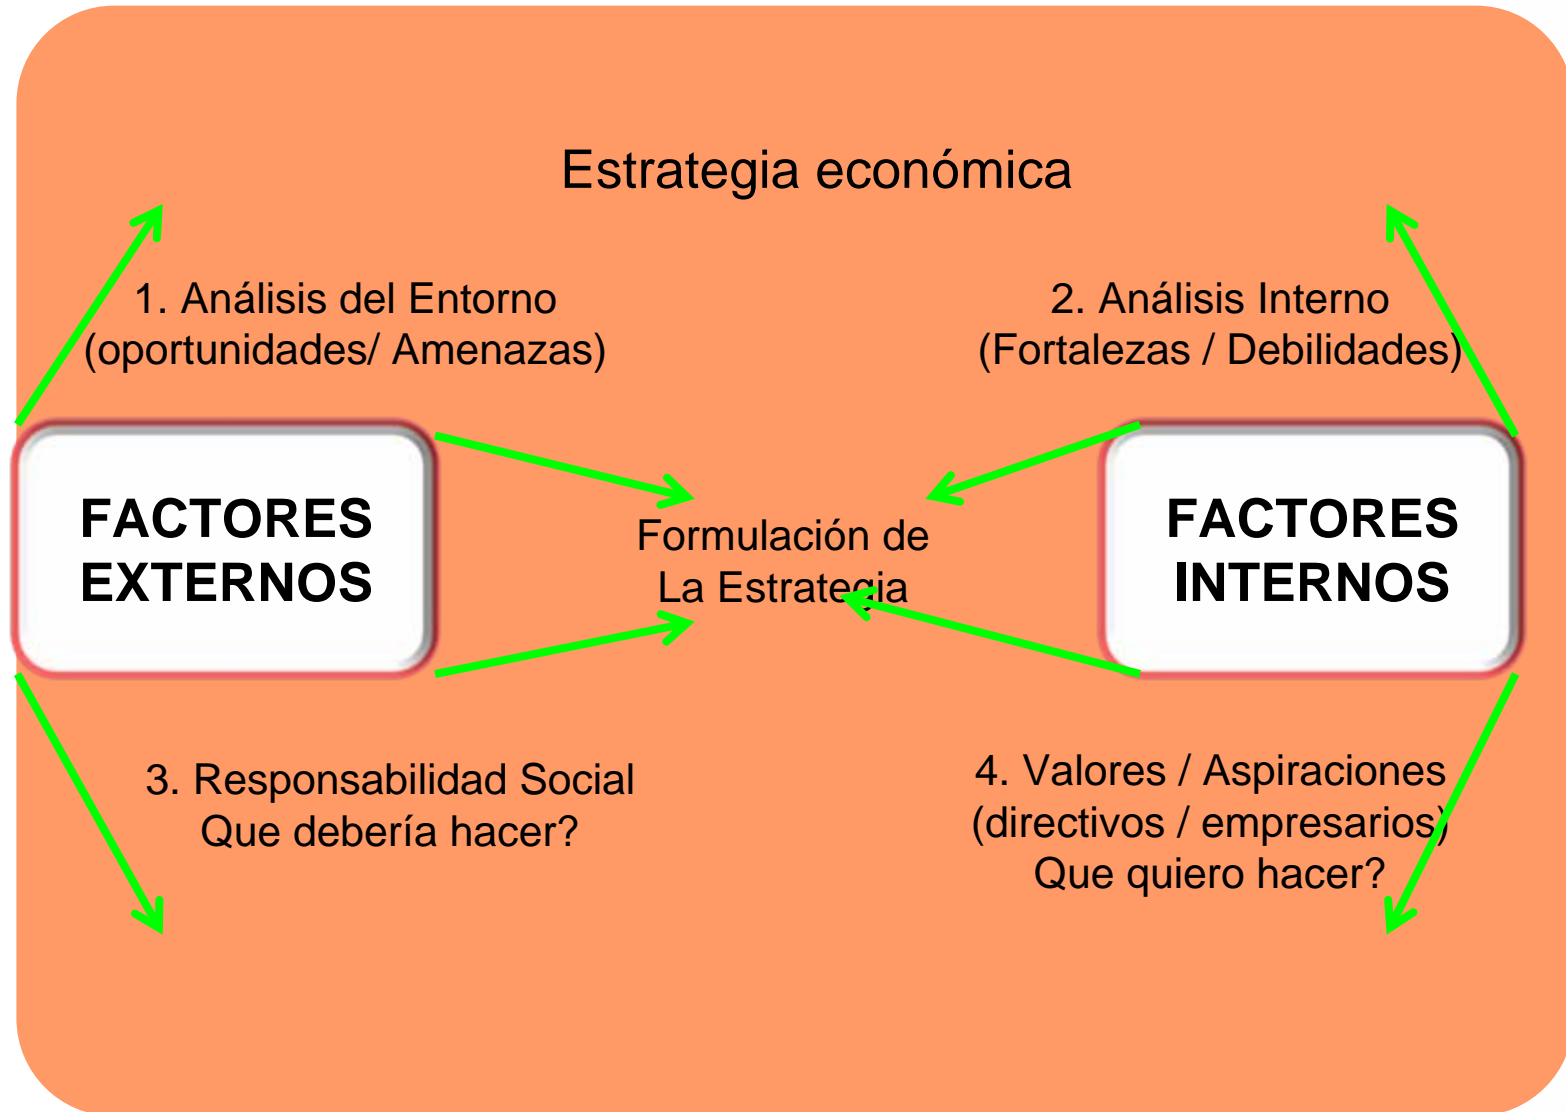 Estrategia económica
1. Análisis del Entorno
(oportunidades/ Amenazas)
2. Análisis Interno
(Fortalezas / Debilidades)
FACTORES
EXTERNOS
Formulación de
La Estrategia
FACTORES
INTERNOS
3. Responsabilidad Social
Que debería hacer?
4. Valores / Aspiraciones
(directivos / empresarios)
Que quiero hacer?